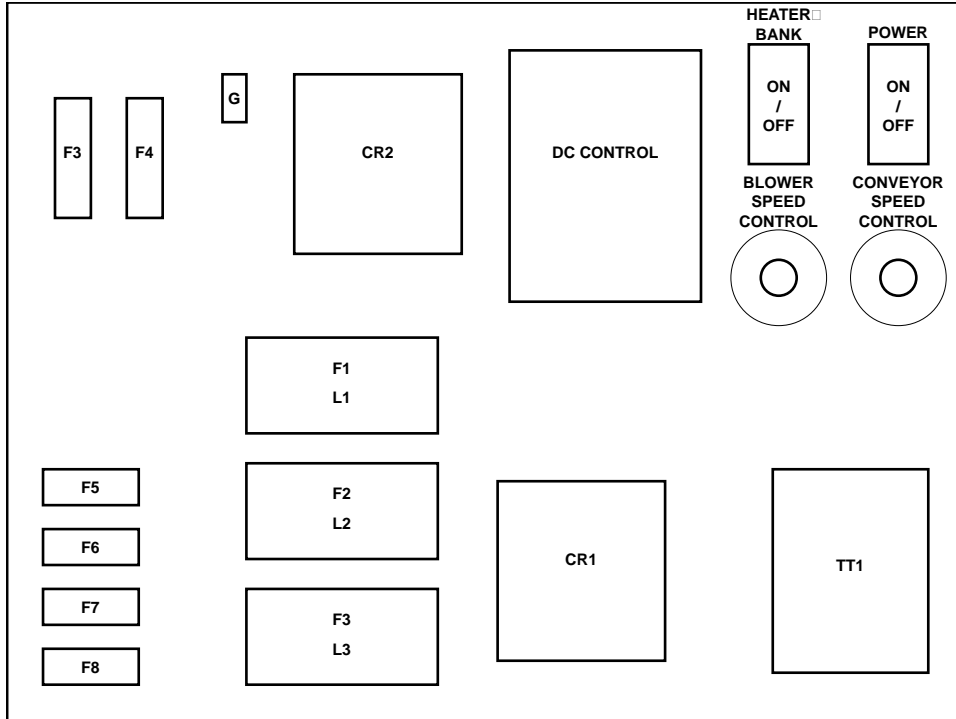 HEATER
BANK
POWER
ON
/
OFF
ON
/
OFF
G
F3
F4
CR2
DC CONTROL
BLOWER
SPEED
CONTROL
CONVEYOR
SPEED
CONTROL
F1
L1
F2
L2
F3
L3
F5
F6
F7
F8
CR1
TT1